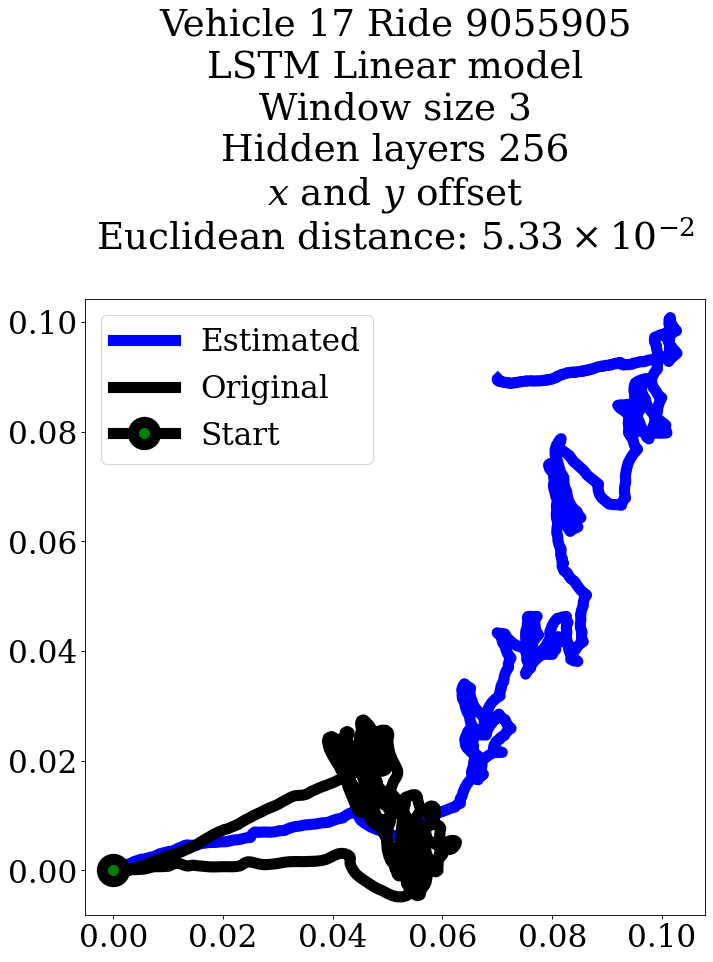 Vehicle 17 Ride 9055905
LSTM Linear model
Window size 3
Hidden layers 256
x and y offset
Euclidean distance: 5.33 × 10⁻²
Estimated
Original
Start
0.10
0.08
0.06
0.04
0.02
0.00
0.00 0.02 0.04 0.06 0.08 0.10